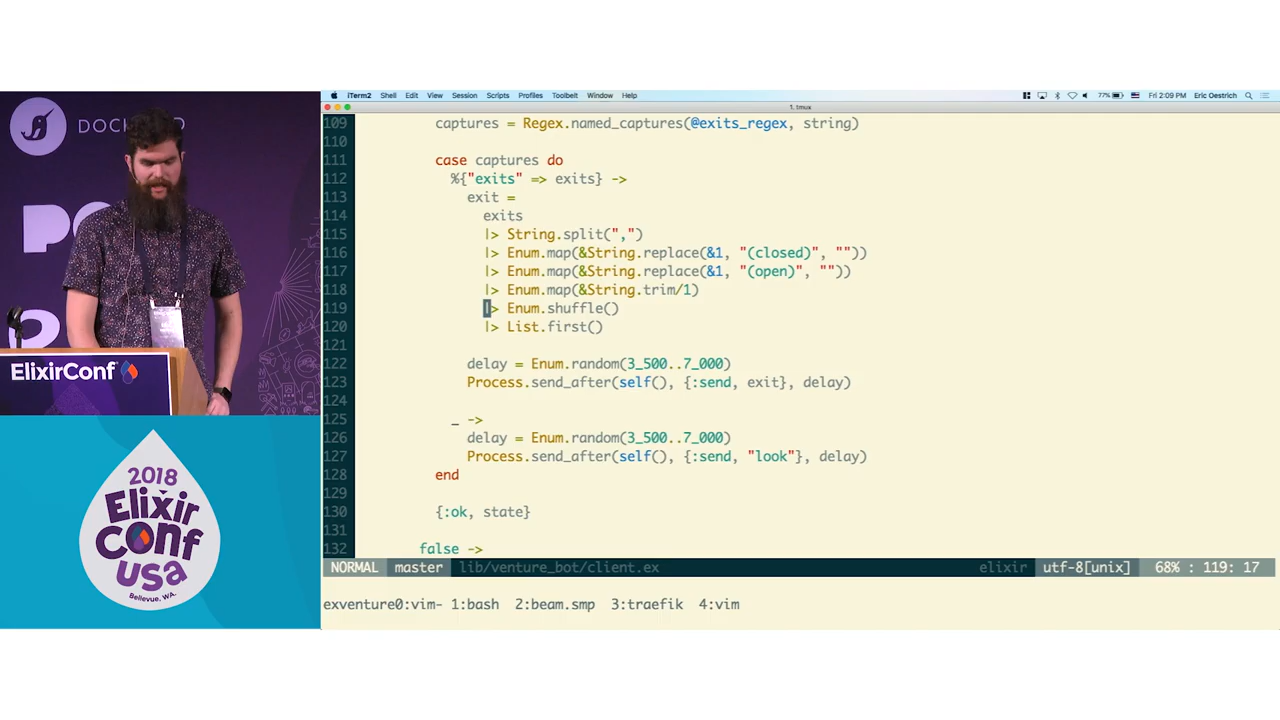 DOCK D
PO
iTerm2 Shell Edit View Session Scripts Profiles Toolbelt Window Help 77% Fri 2:09 PM Eric Oestrich
1. tmux
109 captures = Regex.named_captures(@exits_regex, string)
110
111 case captures do
112 %{"exits" => exits} ->
113 exit =
114 exits
115 |> String.split(",")
116 |> Enum.map(&String.replace(&1, "(closed)", ""))
117 |> Enum.map(&String.replace(&1, "(open)", ""))
118 |> Enum.map(&String.trim/1)
119 |> Enum.shuffle()
120 |> List.first()
121
122 delay = Enum.random(3_500..7_000)
123 Process.send_after(self(), {:send, exit}, delay)
124
125 _ ->
126 delay = Enum.random(3_500..7_000)
127 Process.send_after(self(), {:send, "look"}, delay)
128 end
129
130 {:ok, state}
131
132 false ->
NORMAL master lib/venture_bot/client.ex elixir utf-8[unix] 68% : 119: 17
exventure0:vim- 1:bash 2:beam.smp 3:traefik 4:vim
ElixirConf
2018
Elixir
Conf
USA
Bellevue, WA.